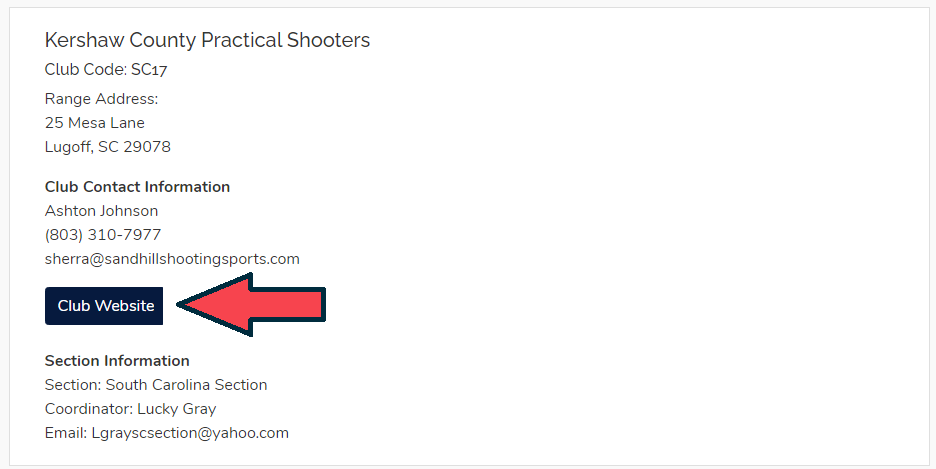 Kershaw County Practical Shooters
Club Code: SC17
Range Address:
25 Mesa Lane
Lugoff, SC 29078
Club Contact Information
Ashton Johnson
(803) 310-7977
sherra@sandhillshootingsports.com
Club Website
Section Information
Section: South Carolina Section
Coordinator: Lucky Gray
Email: Lgrayscsection@yahoo.com